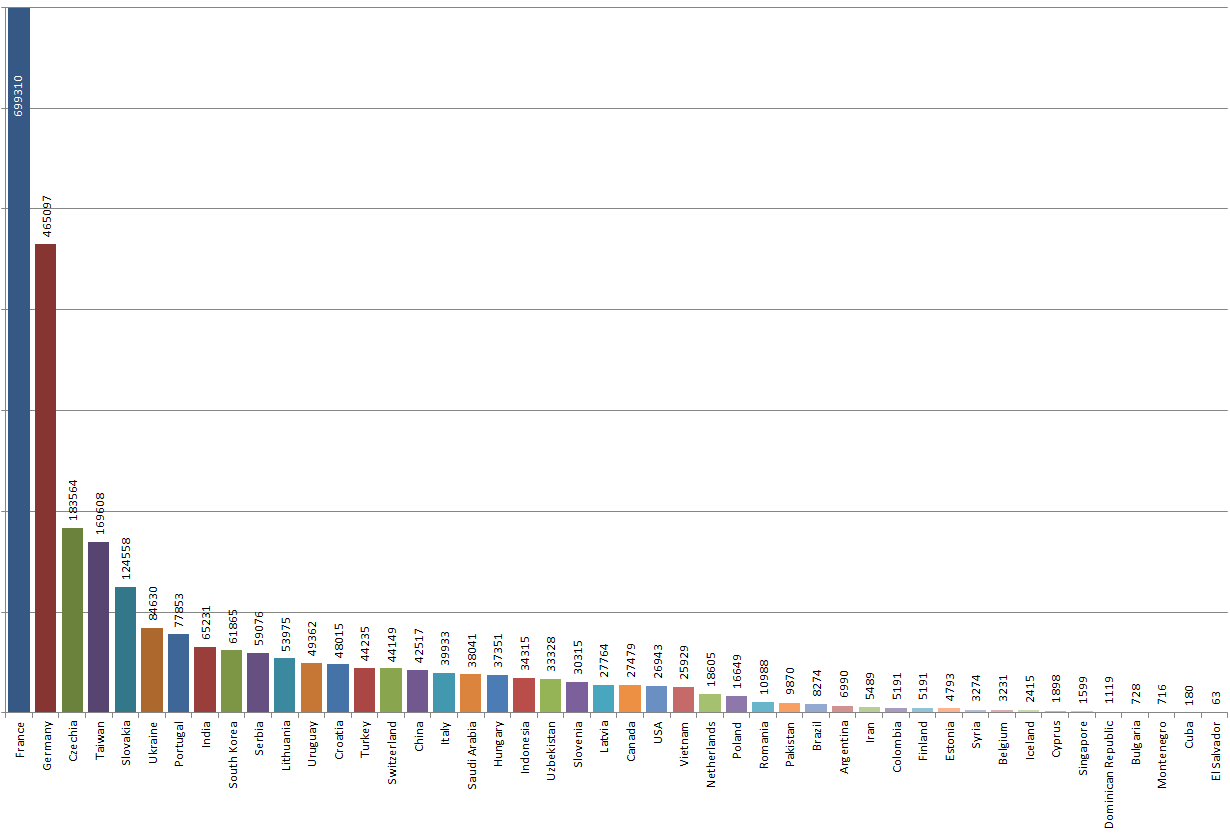 699310
465097
183564
169608
124558
84630
77853
65231
61865
59076
53975
49362
48015
44235
44149
42517
39933
38041
37351
34315
33328
30315
27764
27479
26943
25929
18605
16649
10988
9870
8274
6990
5489
5191
5191
4793
3274
3231
2415
1898
1599
1119
728
716
180
63
France
Germany
Czechia
Taiwan
Slovakia
Ukraine
Portugal
India
South Korea
Serbia
Lithuania
Uruguay
Croatia
Turkey
Switzerland
China
Italy
Saudi Arabia
Hungary
Indonesia
Uzbekistan
Slovenia
Latvia
Canada
USA
Vietnam
Netherlands
Poland
Romania
Pakistan
Brazil
Argentina
Iran
Colombia
Finland
Estonia
Syria
Belgium
Iceland
Cyprus
Singapore
Dominican Republic
Bulgaria
Montenegro
Cuba
El Salvador